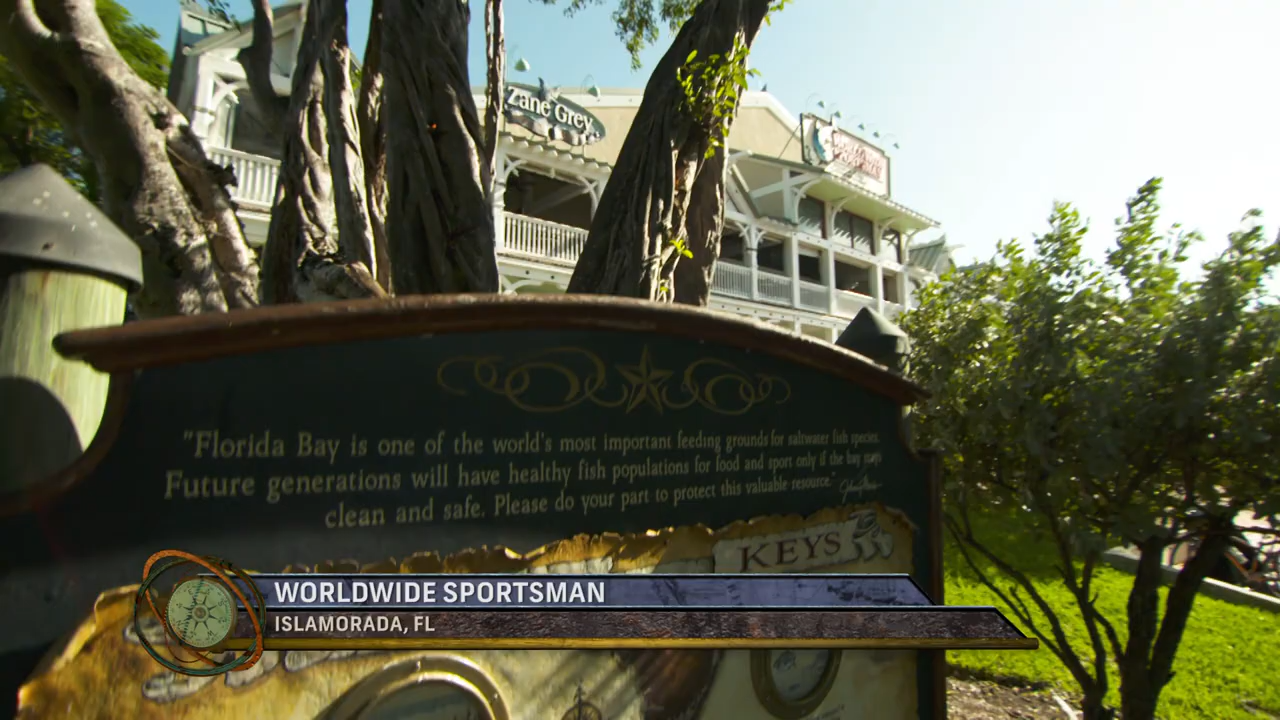 Zane Grey
"Florida Bay is one of the world's most important feeding grounds for saltwater fish species.
Future generations will have healthy fish populations for food and sport only if the bay stays
clean and safe. Please do your part to protect this valuable resource."
KEYS
WORLDWIDE SPORTSMAN
ISLAMORADA, FL